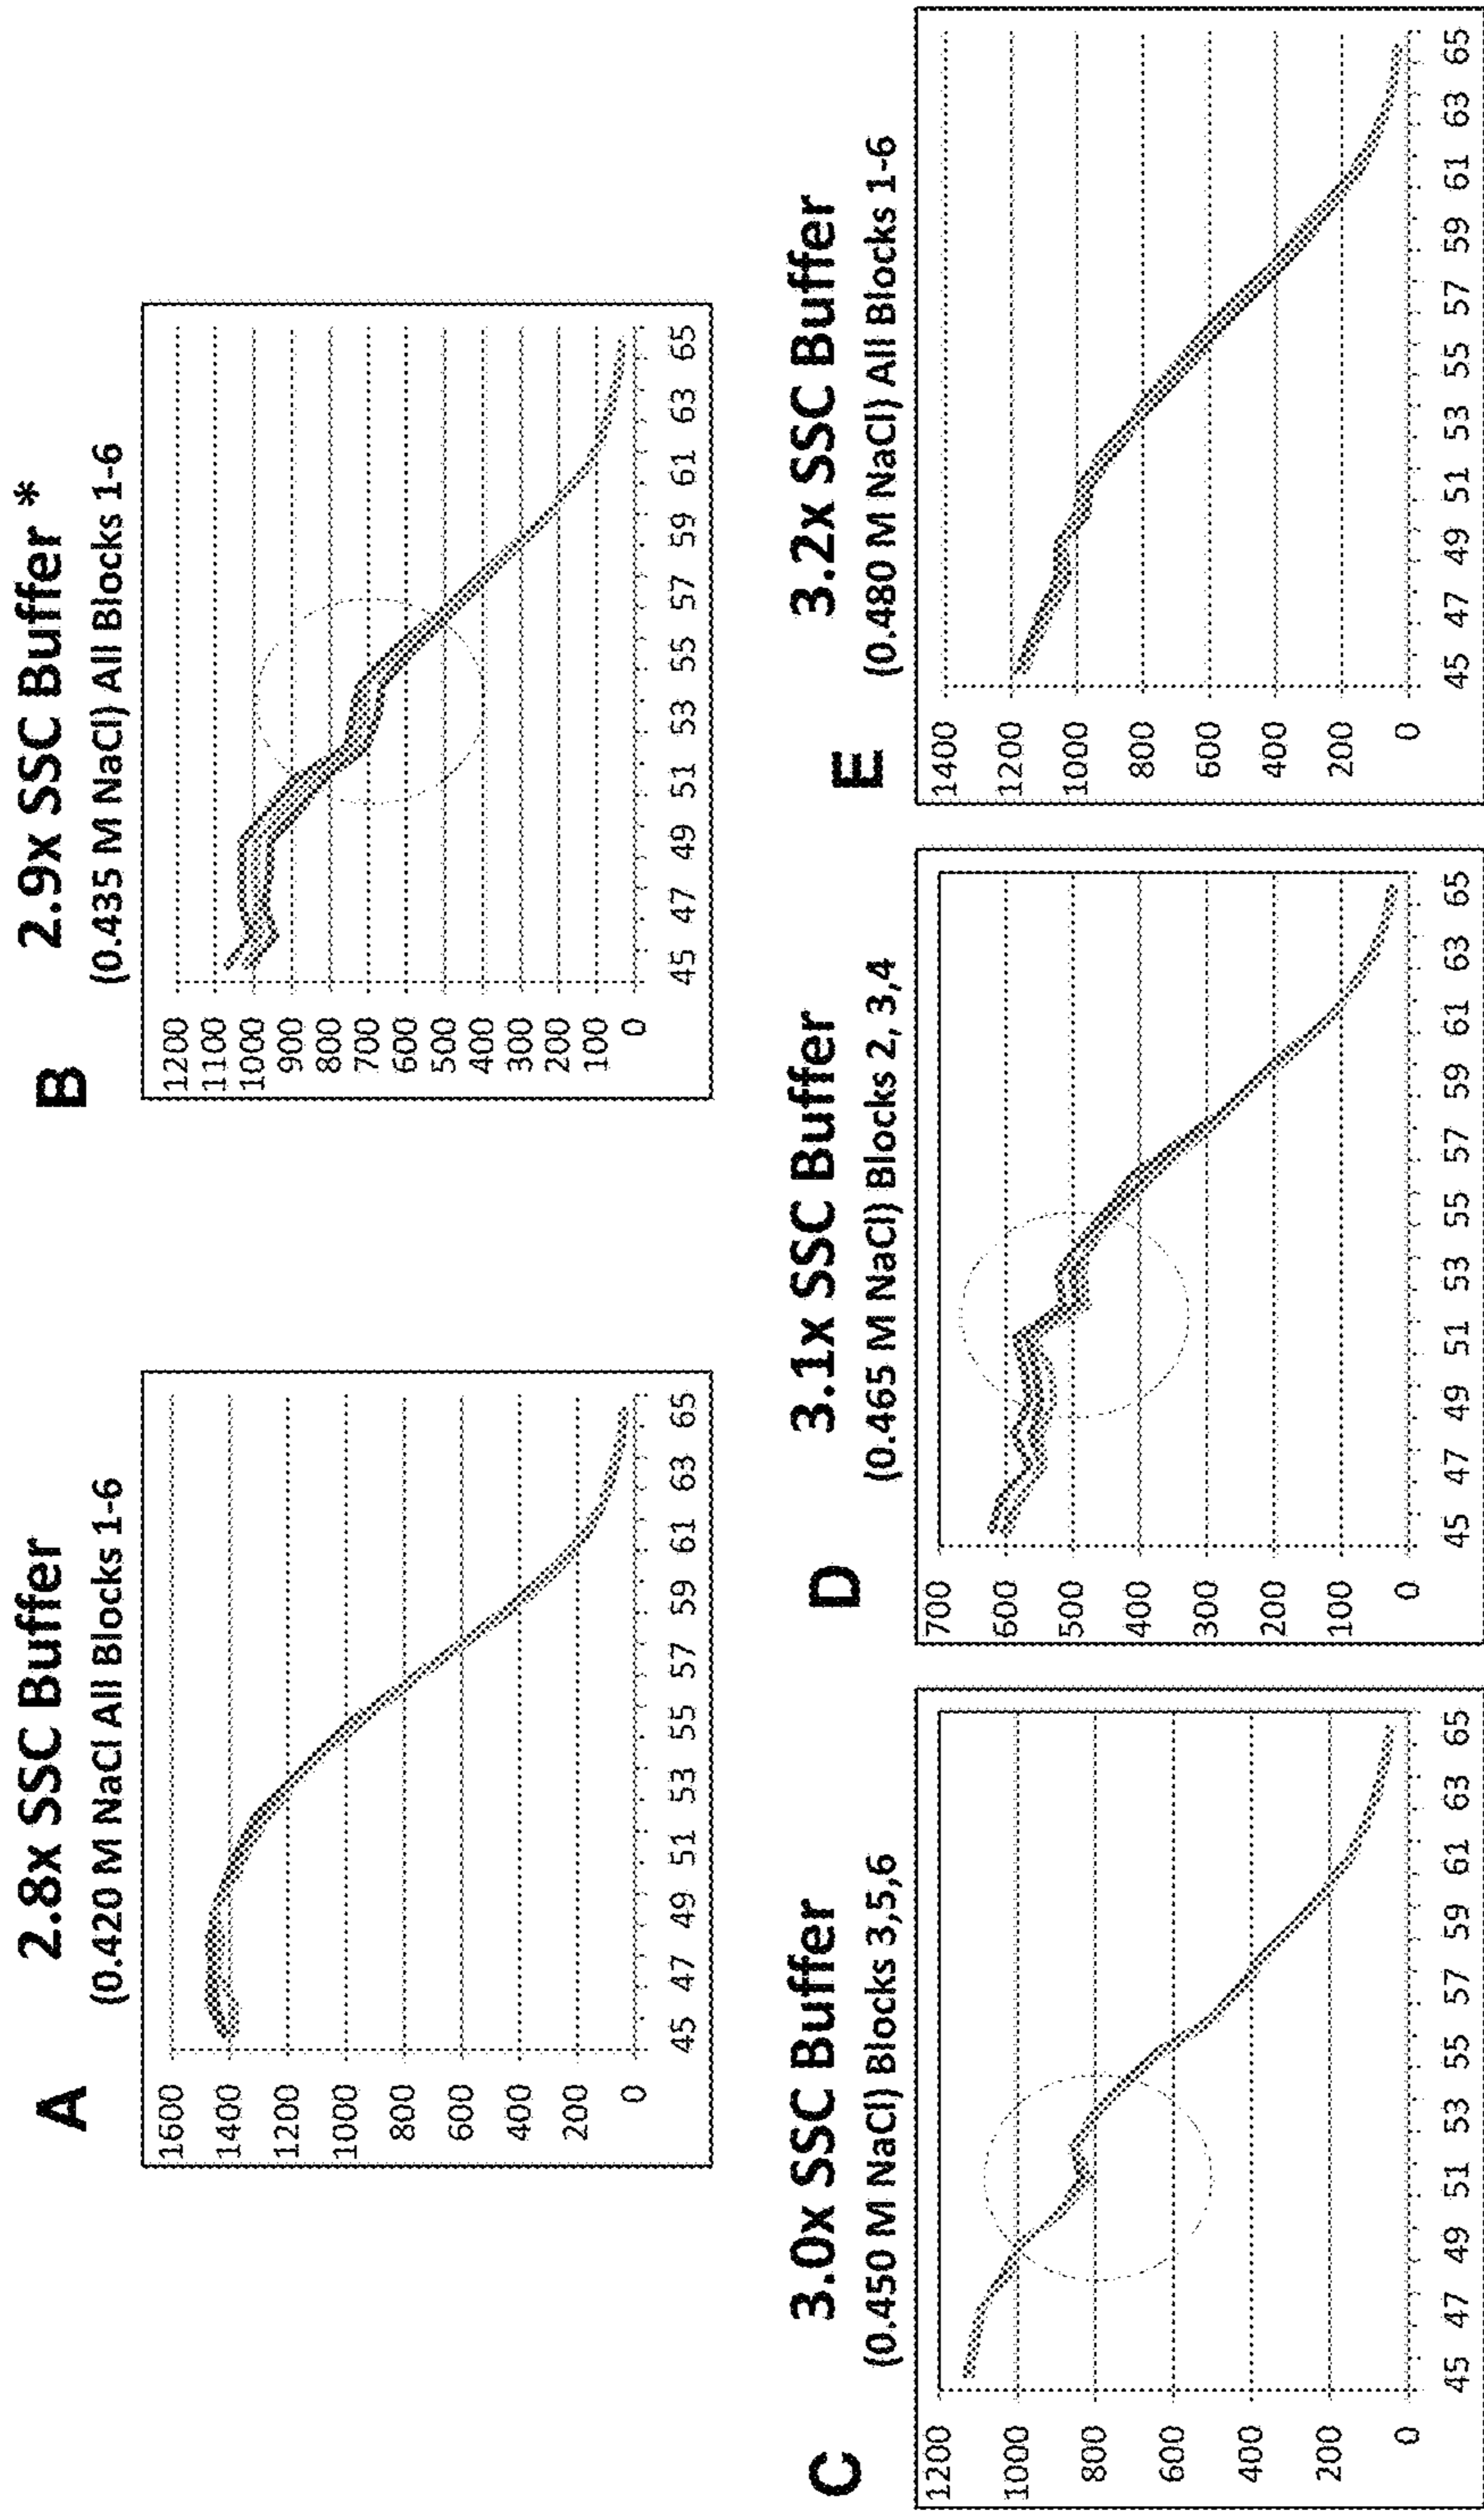 A
2.8x SSC Buffer
(0.420 M NaCl All Blocks 1-6
1600
1400
1200
1000
800
600
400
200
0
45 47 49 51 53 55 57 59 61 63 65
B
2.9x SSC Buffer *
(0.435 M NaCl) All Blocks 1-6
1200
1100
1000
900
800
700
600
500
400
300
200
100
0
45 47 49 51 53 55 57 59 61 63 65
C
3.0x SSC Buffer
(0.450 M NaCl) Blocks 3,5,6
1200
1000
800
600
400
200
0
45 47 49 51 53 55 57 59 61 63 65
D
3.1x SSC Buffer
(0.465 M NaCl) Blocks 2, 3,4
700
600
500
400
300
200
100
0
45 47 49 51 53 55 57 59 61 63 65
E
3.2x SSC Buffer
(0.480 M NaCl) All Blocks 1-6
1400
1200
1000
800
600
400
200
0
45 47 49 51 53 55 57 59 61 63 65